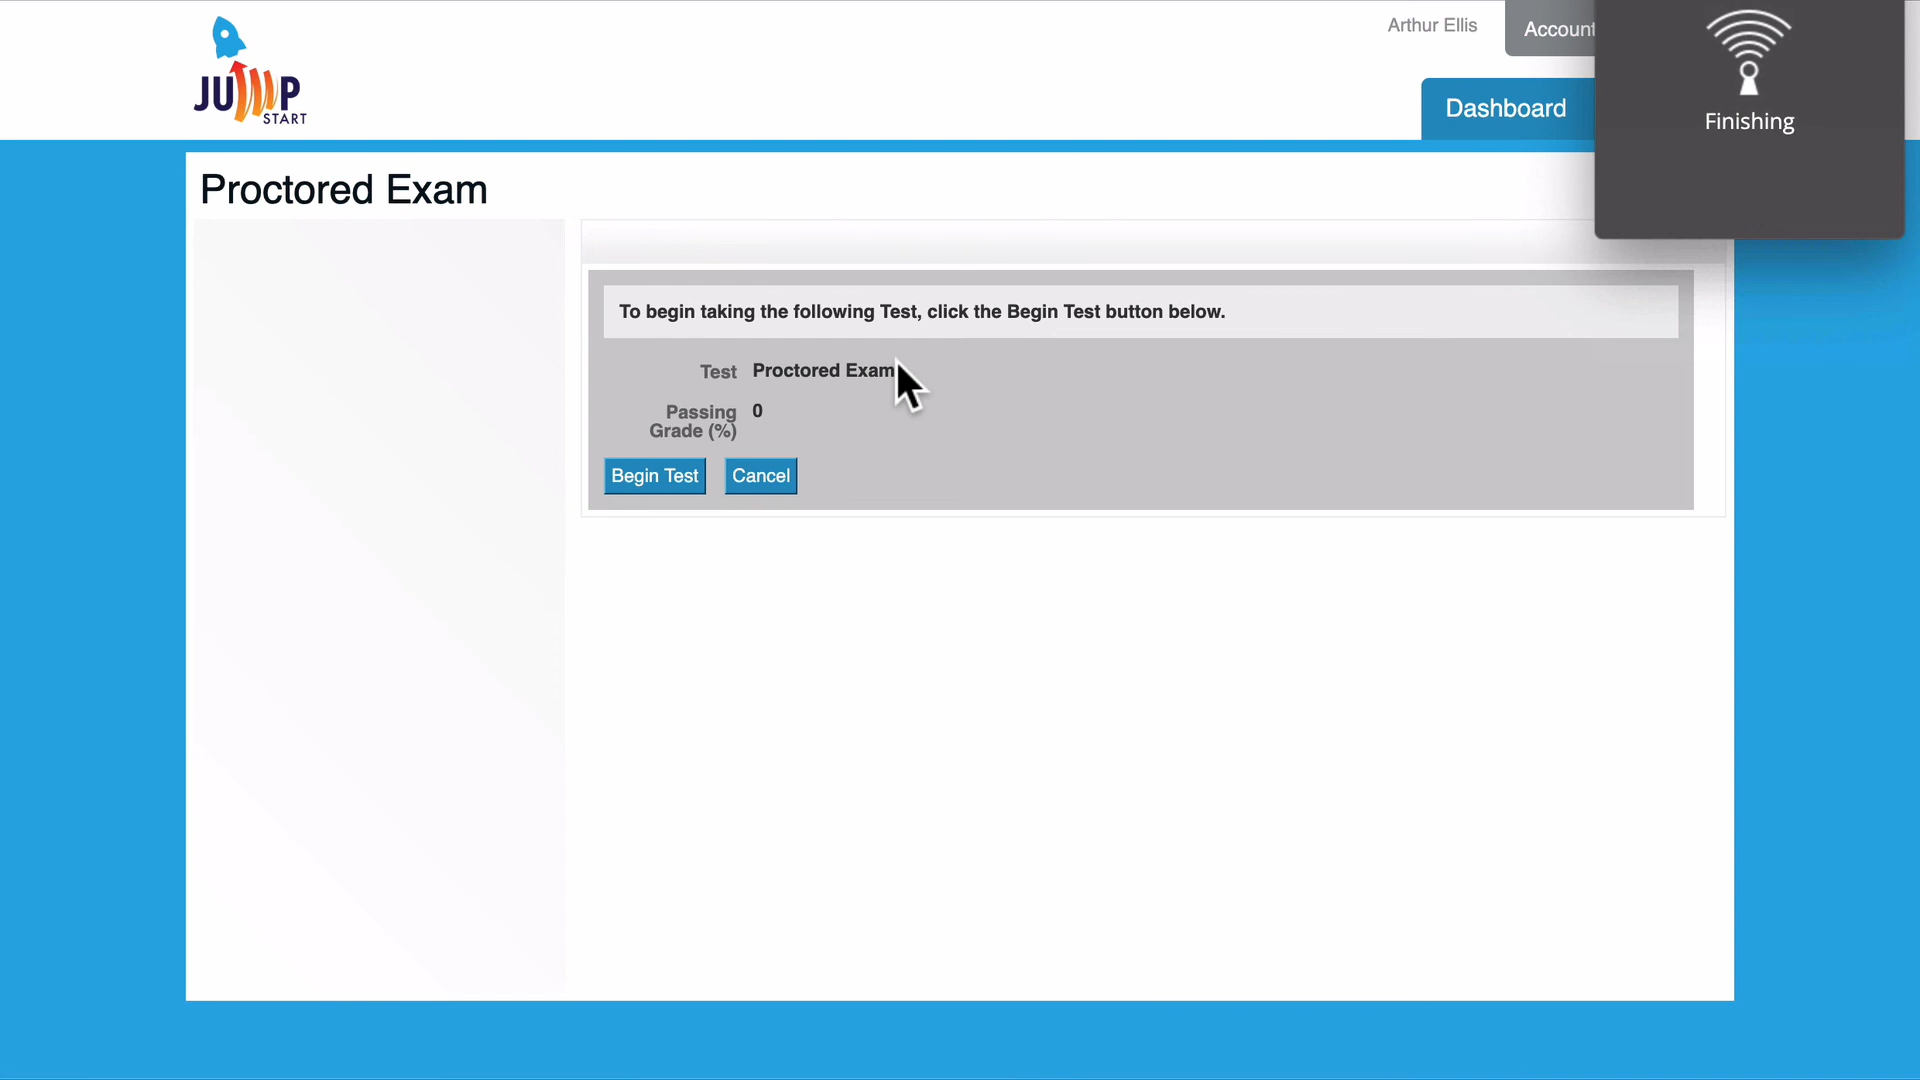 Arthur Ellis
Account
JUMP
START
Dashboard
Finishing
Proctored Exam
To begin taking the following Test, click the Begin Test button below.
Test Proctored Exam
Passing Grade (%) 0
Begin Test Cancel